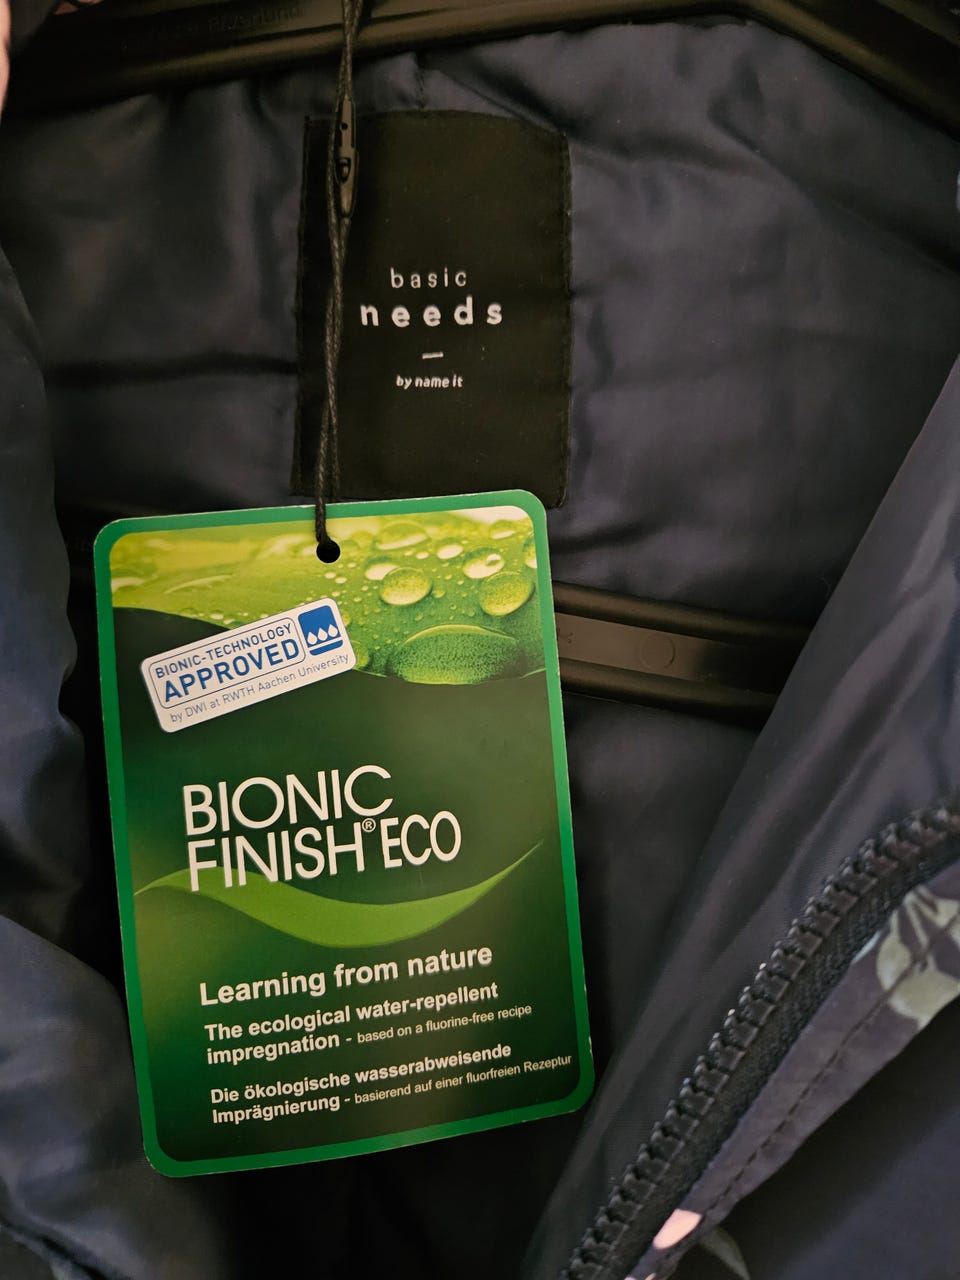 basic
needs
by name it
BIONIC-TECHNOLOGY
APPROVED
by DWI at RWTH Aachen University
BIONIC
FINISH® ECO
Learning from nature
The ecological water-repellent
impregnation - based on a fluorine-free recipe
Die ökologische wasserabweisende
Imprägnierung - basierend auf einer fluorfreien Rezeptur